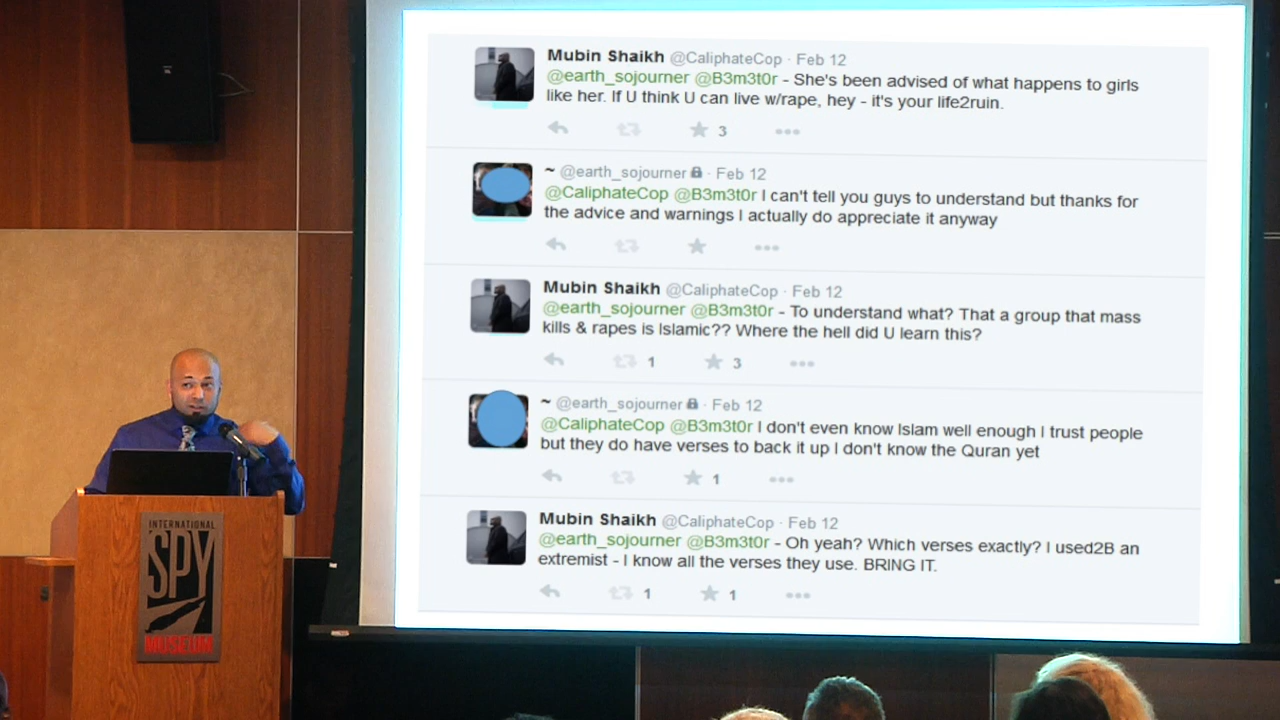 Mubin Shaikh @CaliphateCop · Feb 12
@earth_sojourner @B3m3t0r - She's been advised of what happens to girls
like her. If U think U can live w/rape, hey - it's your life2ruin.
3
~ @earth_sojourner · Feb 12
@CaliphateCop @B3m3t0r I can't tell you guys to understand but thanks for
the advice and warnings I actually do appreciate it anyway
Mubin Shaikh @CaliphateCop · Feb 12
@earth_sojourner @B3m3t0r - To understand what? That a group that mass
kills & rapes is Islamic?? Where the hell did U learn this?
1 3
~ @earth_sojourner · Feb 12
@CaliphateCop @B3m3t0r I don't even know Islam well enough I trust people
but they do have verses to back it up I don't know the Quran yet
1
Mubin Shaikh @CaliphateCop · Feb 12
@earth_sojourner @B3m3t0r - Oh yeah? Which verses exactly? I used2B an
extremist - I know all the verses they use. BRING IT.
1 1
INTERNATIONAL
SPY
MUSEUM